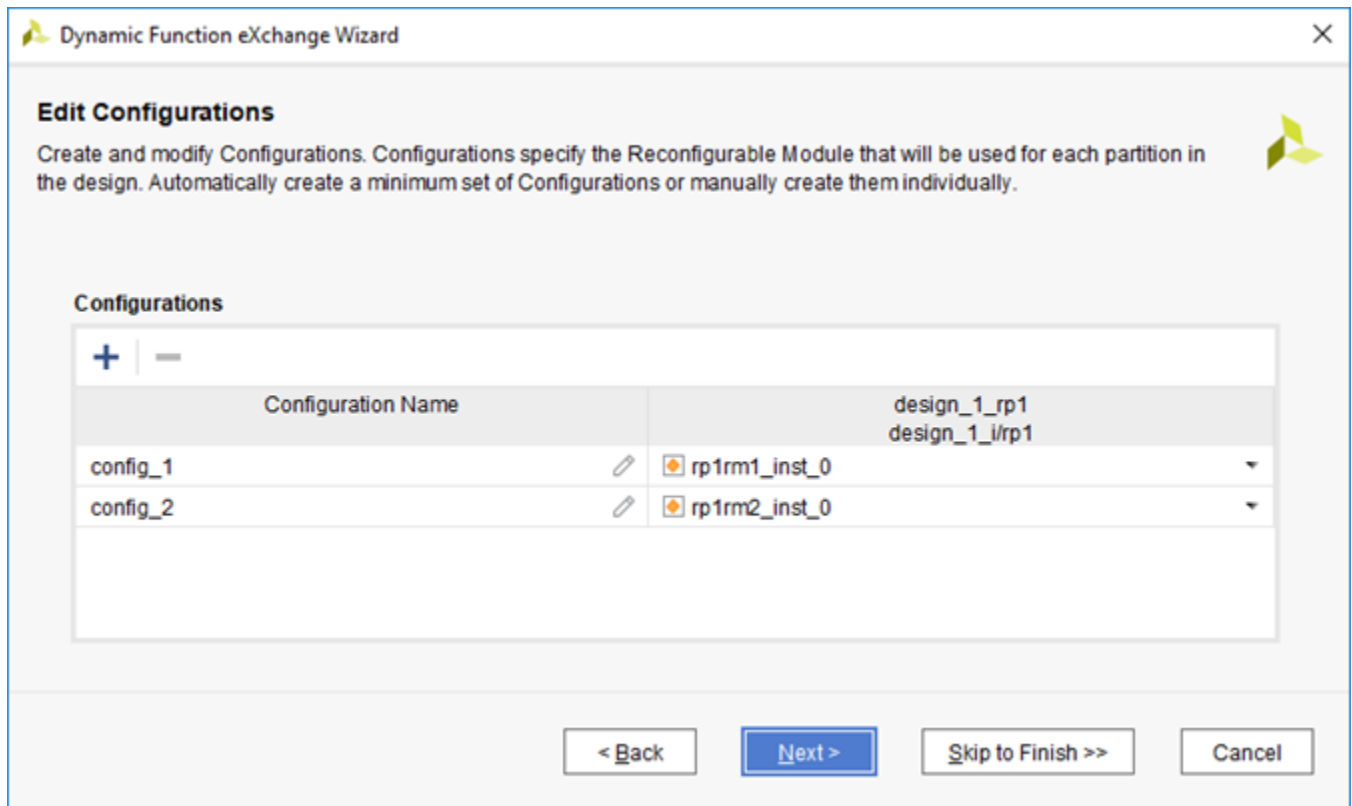 Dynamic Function eXchange Wizard
Edit Configurations
Create and modify Configurations. Configurations specify the Reconfigurable Module that will be used for each partition in
the design. Automatically create a minimum set of Configurations or manually create them individually.
Configurations
Configuration Name
design_1_rp1
design_1_i/rp1
config_1 rp1rm1_inst_0
config_2 rp1rm2_inst_0
< Back Next > Skip to Finish >> Cancel